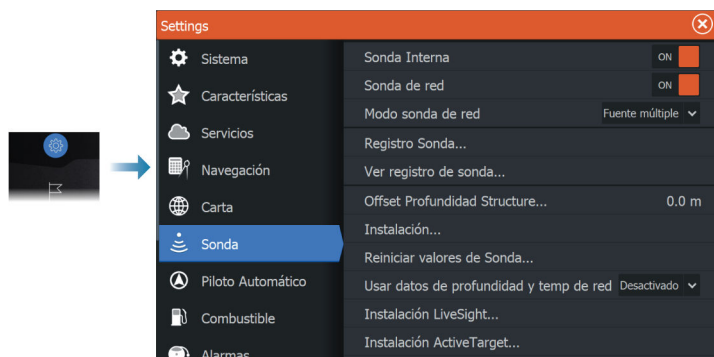 Settings
Sistema
Características
Servicios
Navegación
Carta
Sonda
Piloto Automático
Combustible
Alarmas
Sonda Interna ON
Sonda de red ON
Modo sonda de red Fuente múltiple
Registro Sonda...
Ver registro de sonda...
Offset Profundidad Structure... 0.0 m
Instalación...
Reiniciar valores de Sonda...
Usar datos de profundidad y temp de red Desactivado
Instalación LiveSight...
Instalación ActiveTarget...